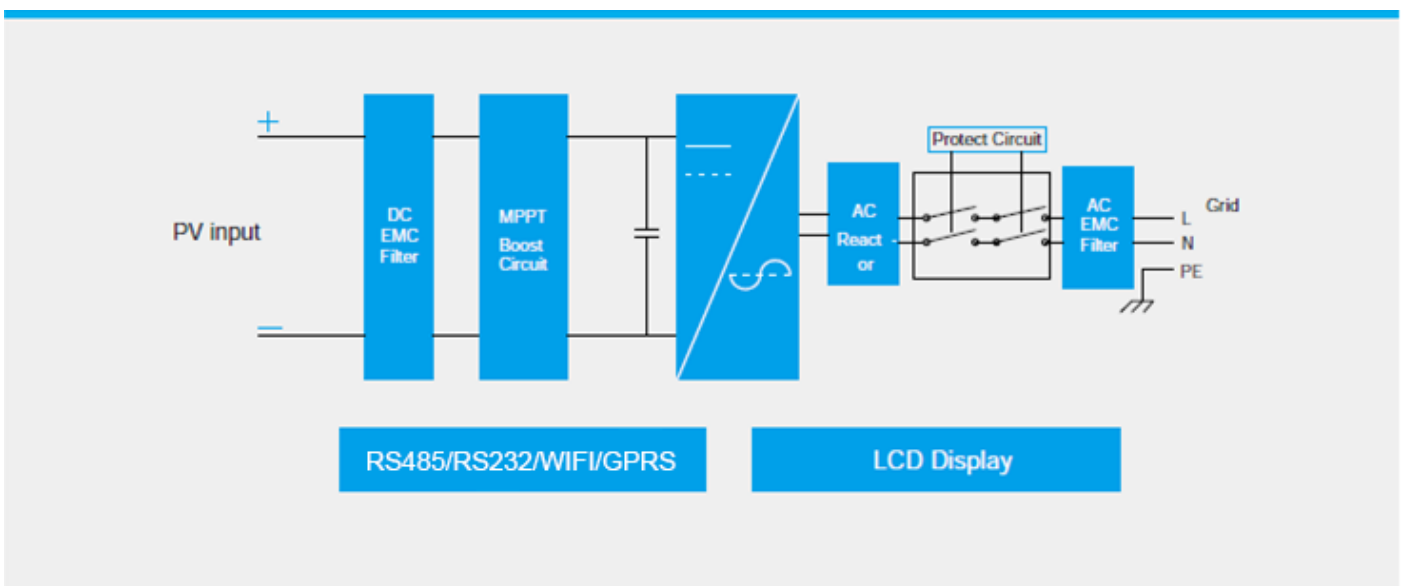 +
Protect Circuit
PV input
DC
EMC
Filter
MPPT
Boost
Circuit
AC
React -
or
AC
EMC
Filter
L
Grid
N
PE
—
RS485/RS232/WIFI/GPRS
LCD Display